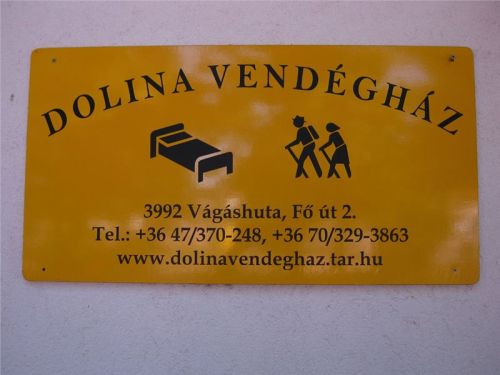 DOLINA VENDÉGHÁZ
3992 Vágáshuta, Fő út 2.
Tel.: +36 47/370-248, +36 70/329-3863
www.dolinavendeghaz.tar.hu